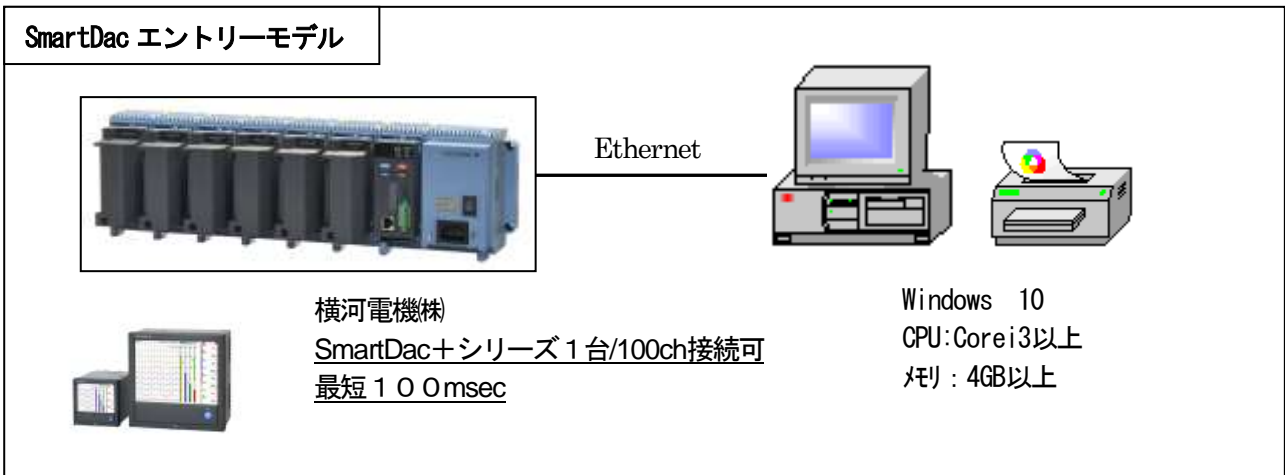 SmartDac エントリーモデル
Ethernet
横河電機㈱
SmartDac＋シリーズ１台/100ch接続可
最短１００msec
Windows　10
CPU:Corei3以上
ﾒﾓﾘ：4GB以上